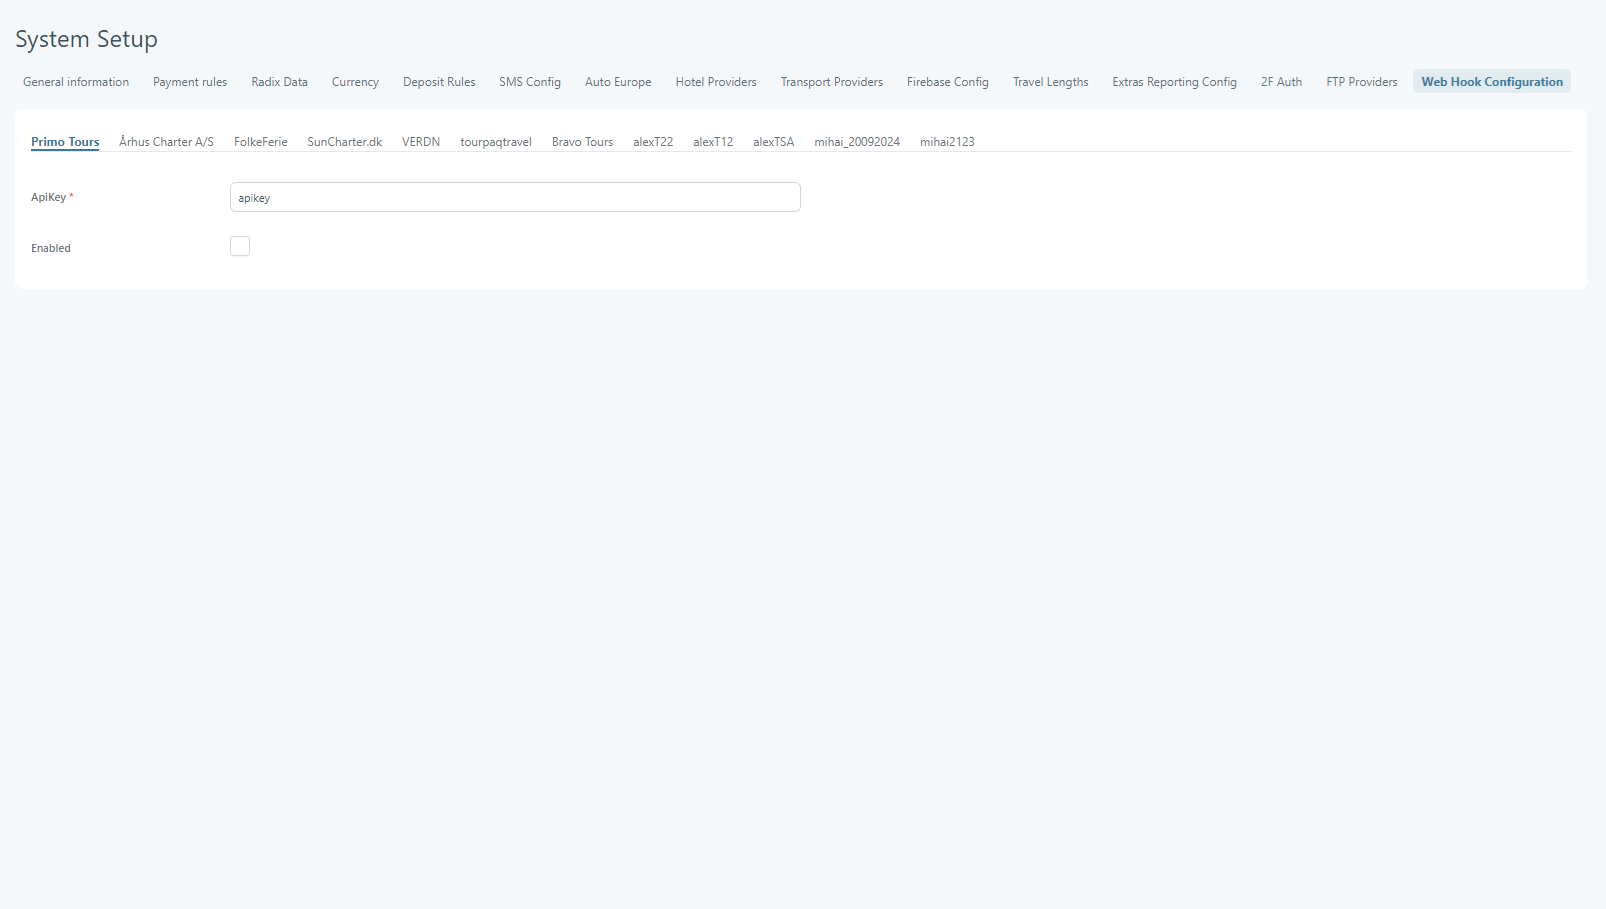 System Setup
General information Payment rules Radix Data Currency Deposit Rules SMS Config Auto Europe Hotel Providers Transport Providers Firebase Config Travel Lengths Extras Reporting Config 2F Auth FTP Providers Web Hook Configuration
Primo Tours Århus Charter A/S FolkeFerie SunCharter.dk VERDN tourpaqtravel Bravo Tours alexT22 alexT12 alexTSA mihai_20092024 mihai2123
ApiKey * apikey
Enabled